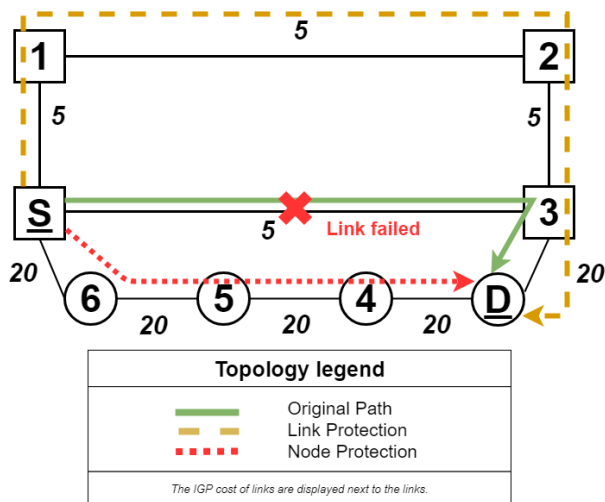 5
1
2
5
5
S
3
5
Link failed
20
20
6
5
4
D
20
20
20
Topology legend
Original Path
Link Protection
Node Protection
The IGP cost of links are displayed next to the links.